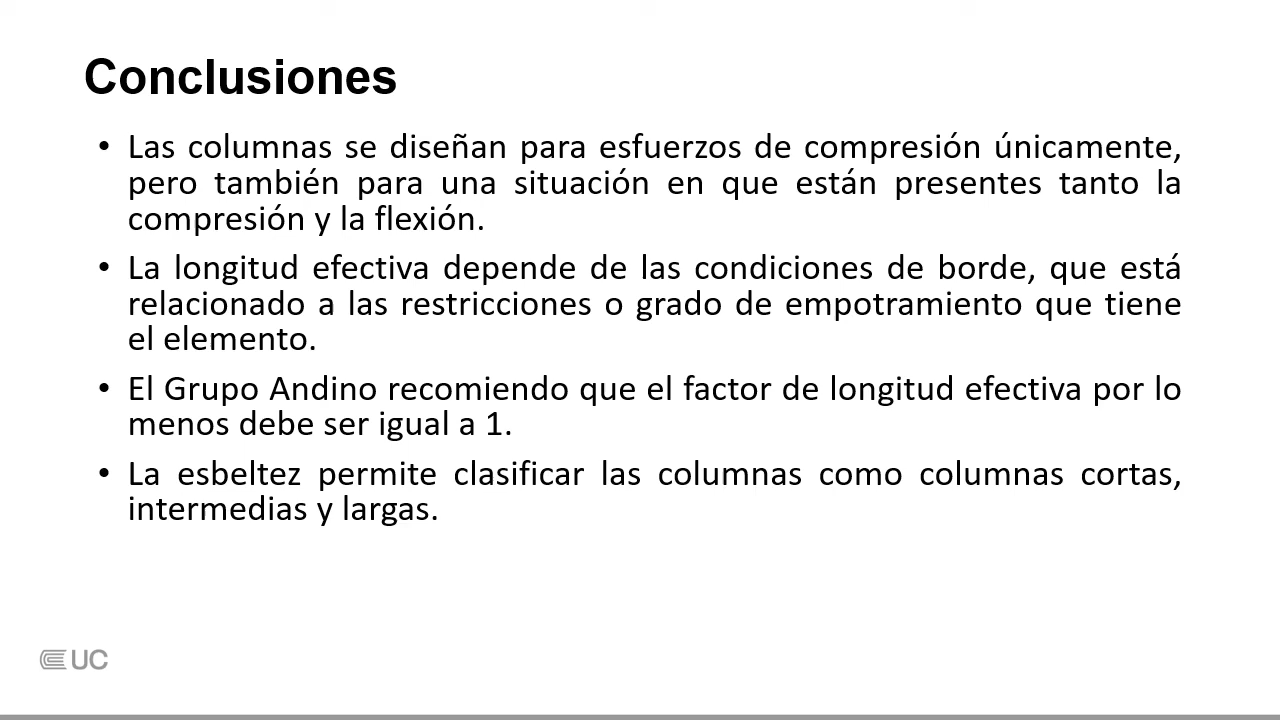 Conclusiones
• Las columnas se diseñan para esfuerzos de compresión únicamente,
pero también para una situación en que están presentes tanto la
compresión y la flexión.
• La longitud efectiva depende de las condiciones de borde, que está
relacionado a las restricciones o grado de empotramiento que tiene
el elemento.
• El Grupo Andino recomiendo que el factor de longitud efectiva por lo
menos debe ser igual a 1.
• La esbeltez permite clasificar las columnas como columnas cortas,
intermedias y largas.
UC